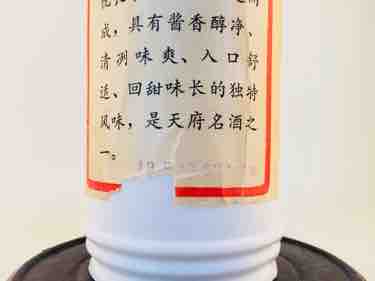 成，具有酱香醇净、
清冽味爽、入口舒
适、回甜味长的独特
风味，是天府名酒之
一。